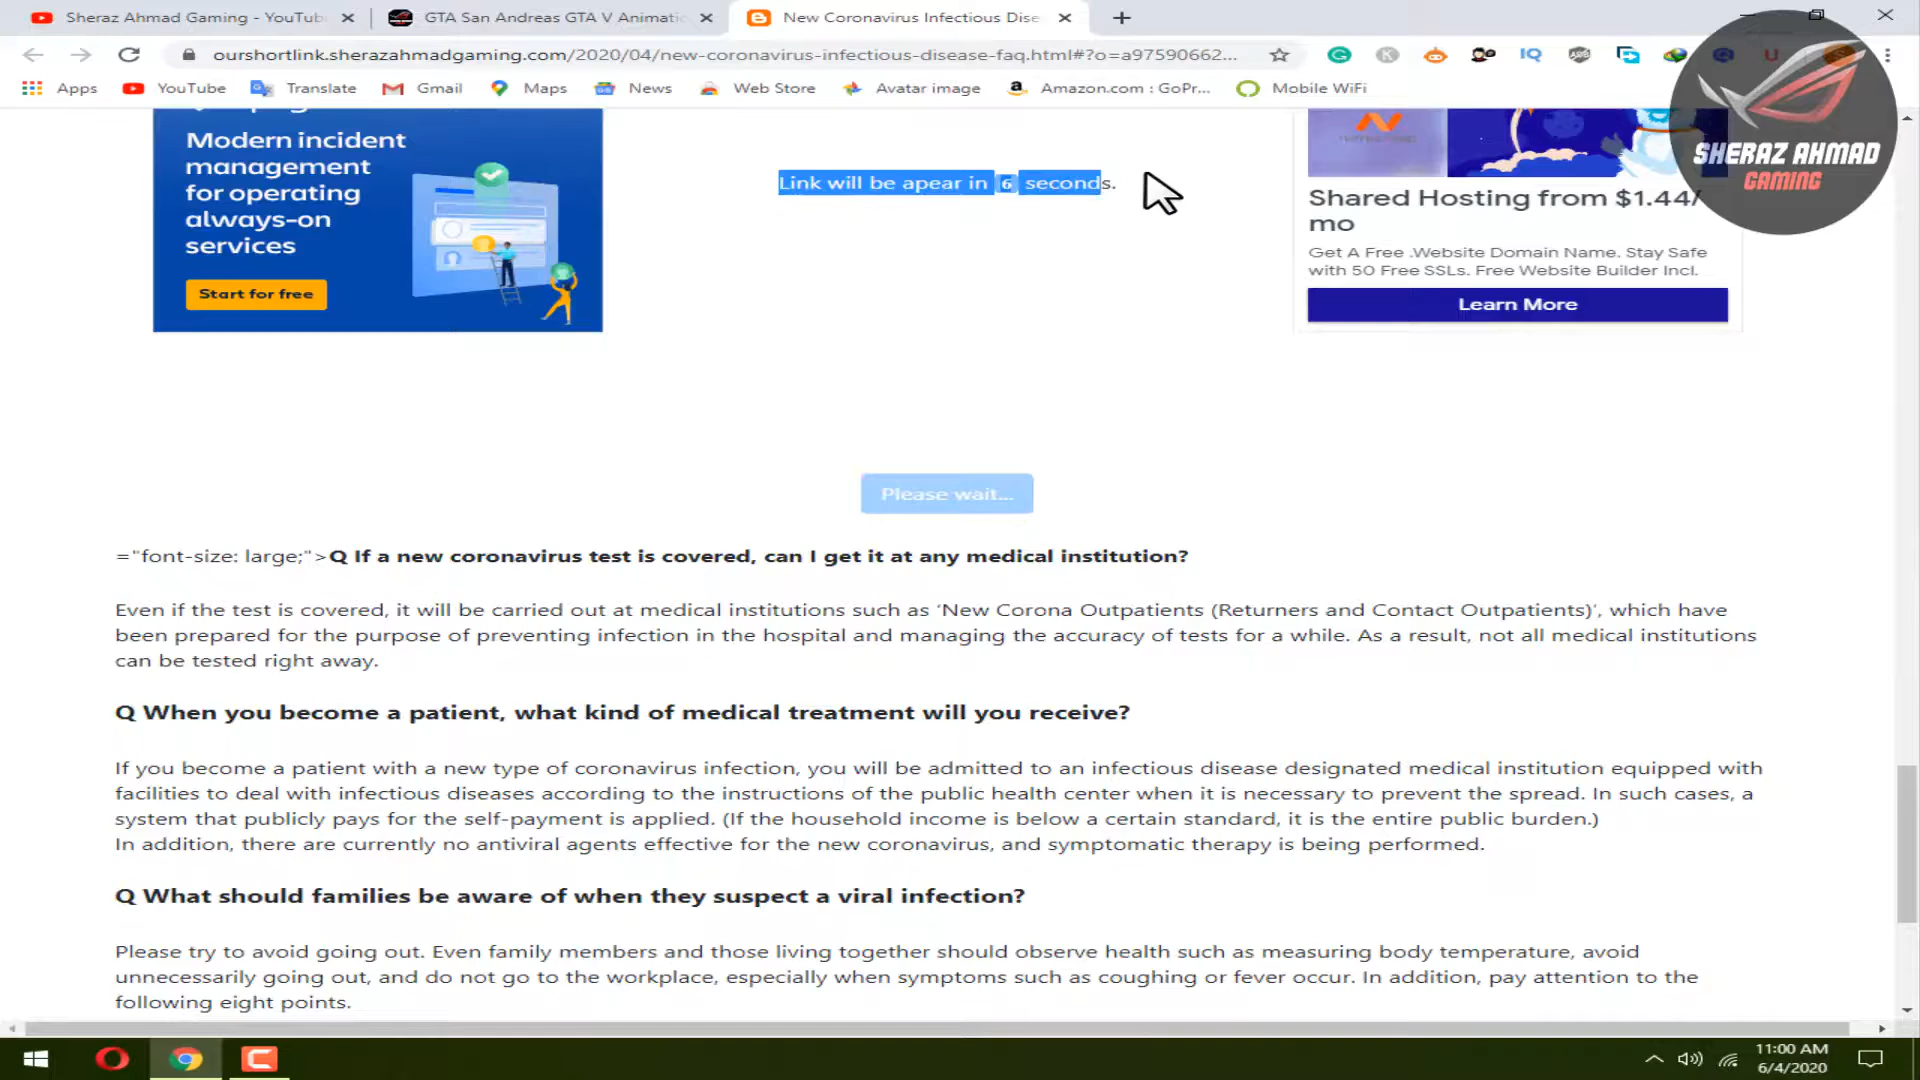 Sheraz Ahmad Gaming - YouTub
GTA San Andreas GTA V Animati
New Coronavirus Infectious Dise
ourshortlink.sherazahmadgaming.com/2020/04/new-coronavirus-infectious-disease-faq.html#?o=a97590662...
Apps
YouTube
Translate
Gmail
Maps
News
Web Store
Avatar image
Amazon.com : GoPr...
Mobile WiFi
SHERAZ AHMAD
GAMING
Modern incident
management
for operating
always-on
services
Start for free
Link will be apear in 6 seconds.
Shared Hosting from $1.44/
mo
Get A Free .Website Domain Name. Stay Safe
with 50 Free SSLs. Free Website Builder Incl.
Learn More
Please wait...
="font-size: large;">Q If a new coronavirus test is covered, can I get it at any medical institution?
Even if the test is covered, it will be carried out at medical institutions such as ‘New Corona Outpatients (Returners and Contact Outpatients)’, which have
been prepared for the purpose of preventing infection in the hospital and managing the accuracy of tests for a while. As a result, not all medical institutions
can be tested right away.
Q When you become a patient, what kind of medical treatment will you receive?
If you become a patient with a new type of coronavirus infection, you will be admitted to an infectious disease designated medical institution equipped with
facilities to deal with infectious diseases according to the instructions of the public health center when it is necessary to prevent the spread. In such cases, a
system that publicly pays for the self-payment is applied. (If the household income is below a certain standard, it is the entire public burden.)
In addition, there are currently no antiviral agents effective for the new coronavirus, and symptomatic therapy is being performed.
Q What should families be aware of when they suspect a viral infection?
Please try to avoid going out. Even family members and those living together should observe health such as measuring body temperature, avoid
unnecessarily going out, and do not go to the workplace, especially when symptoms such as coughing or fever occur. In addition, pay attention to the
following eight points.
11:00 AM
6/4/2020